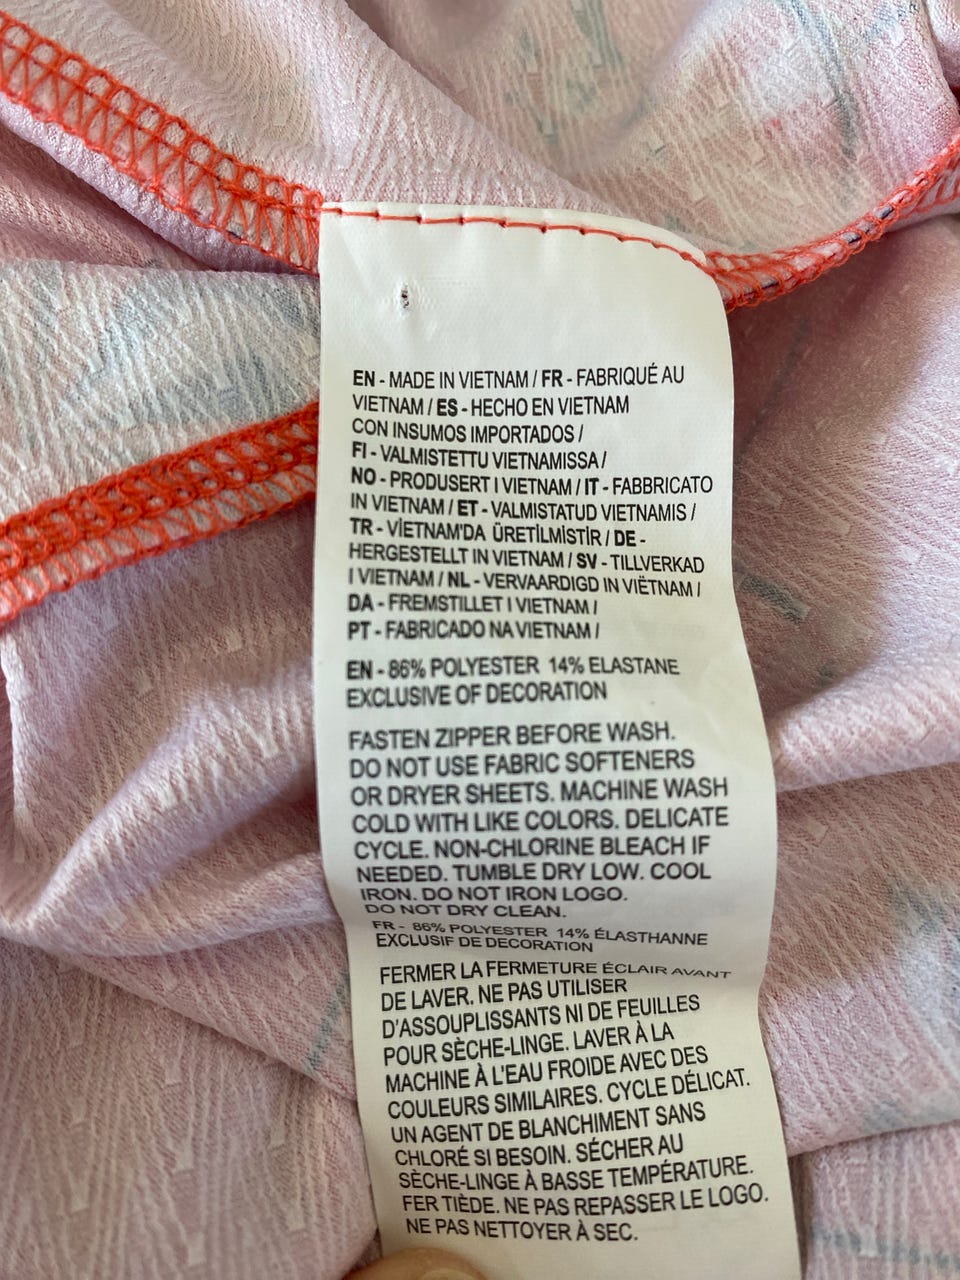 EN - MADE IN VIETNAM / FR - FABRIQUÉ AU
VIETNAM / ES - HECHO EN VIETNAM
CON INSUMOS IMPORTADOS /
FI - VALMISTETTU VIETNAMISSA /
NO - PRODUSERT I VIETNAM / IT - FABBRICATO
IN VIETNAM / ET - VALMISTATUD VIETNAMIS /
TR - VİETNAM'DA ÜRETİLMİSTİR / DE -
HERGESTELLT IN VIETNAM / SV - TILLVERKAD
I VIETNAM / NL - VERVAARDIGD IN VIËTNAM /
DA - FREMSTILLET I VIETNAM /
PT - FABRICADO NA VIETNAM /
EN - 86% POLYESTER 14% ELASTANE
EXCLUSIVE OF DECORATION
FASTEN ZIPPER BEFORE WASH.
DO NOT USE FABRIC SOFTENERS
OR DRYER SHEETS. MACHINE WASH
COLD WITH LIKE COLORS. DELICATE
CYCLE. NON-CHLORINE BLEACH IF
NEEDED. TUMBLE DRY LOW. COOL
IRON. DO NOT IRON LOGO.
DO NOT DRY CLEAN.
FR - 86% POLYESTER 14% ÉLASTHANNE
EXCLUSIF DE DECORATION
FERMER LA FERMETURE ÉCLAIR AVANT
DE LAVER. NE PAS UTILISER
D'ASSOUPLISSANTS NI DE FEUILLES
POUR SÈCHE-LINGE. LAVER À LA
MACHINE À L'EAU FROIDE AVEC DES
COULEURS SIMILAIRES. CYCLE DÉLICAT.
UN AGENT DE BLANCHIMENT SANS
CHLORÉ SI BESOIN. SÉCHER AU
SÈCHE-LINGE À BASSE TEMPÉRATURE.
FER TIÈDE. NE PAS REPASSER LE LOGO.
NE PAS NETTOYER À SEC.